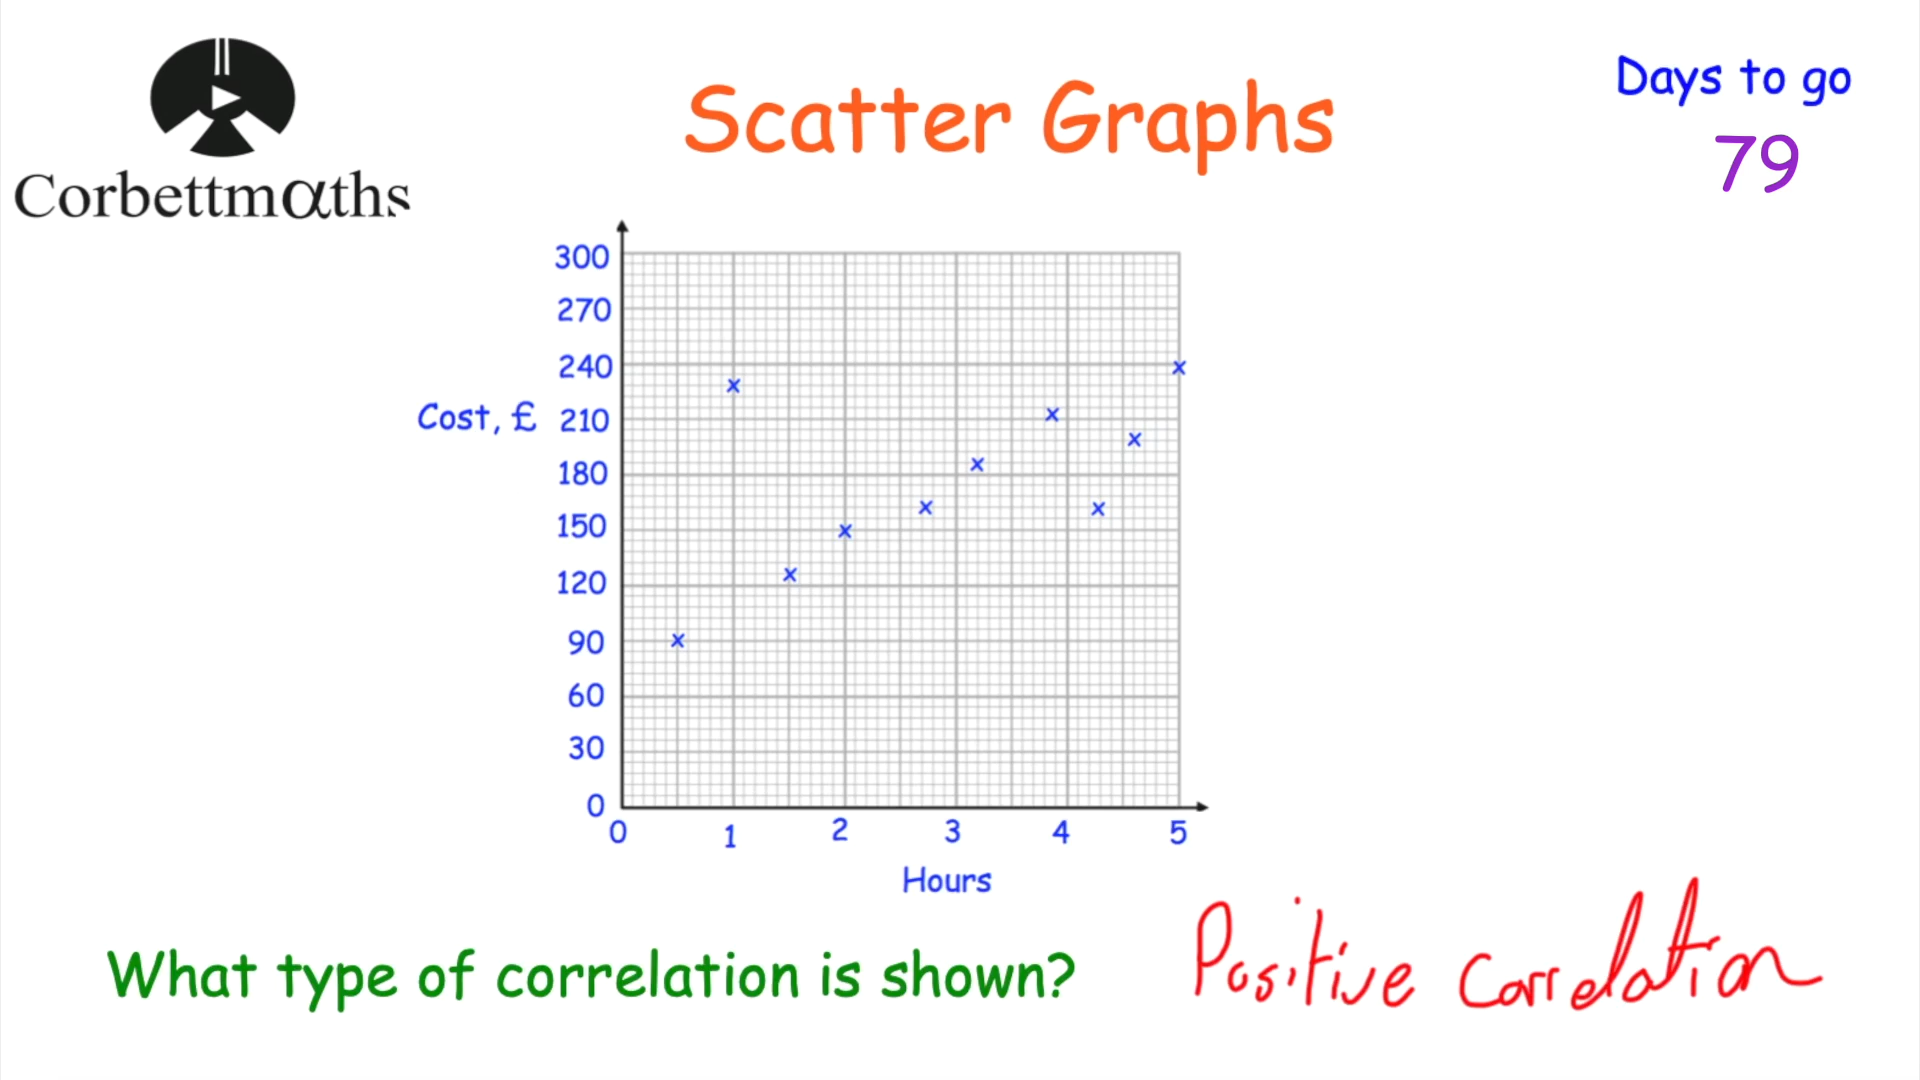 Corbettmαths
Scatter Graphs
Days to go
79
300
270
240
Cost, £ 210
180
150
120
90
60
30
0
0 1 2 3 4 5
Hours
What type of correlation is shown? Positive Correlation